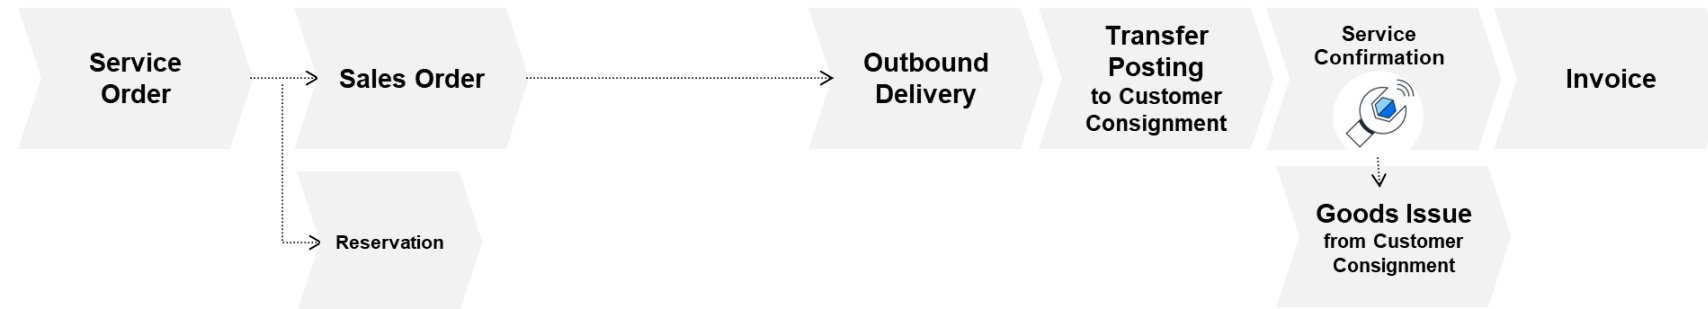 Service
Order
Sales Order
Outbound
Delivery
Transfer
Posting
to Customer
Consignment
Service
Confirmation
Invoice
Reservation
Goods Issue
from Customer
Consignment